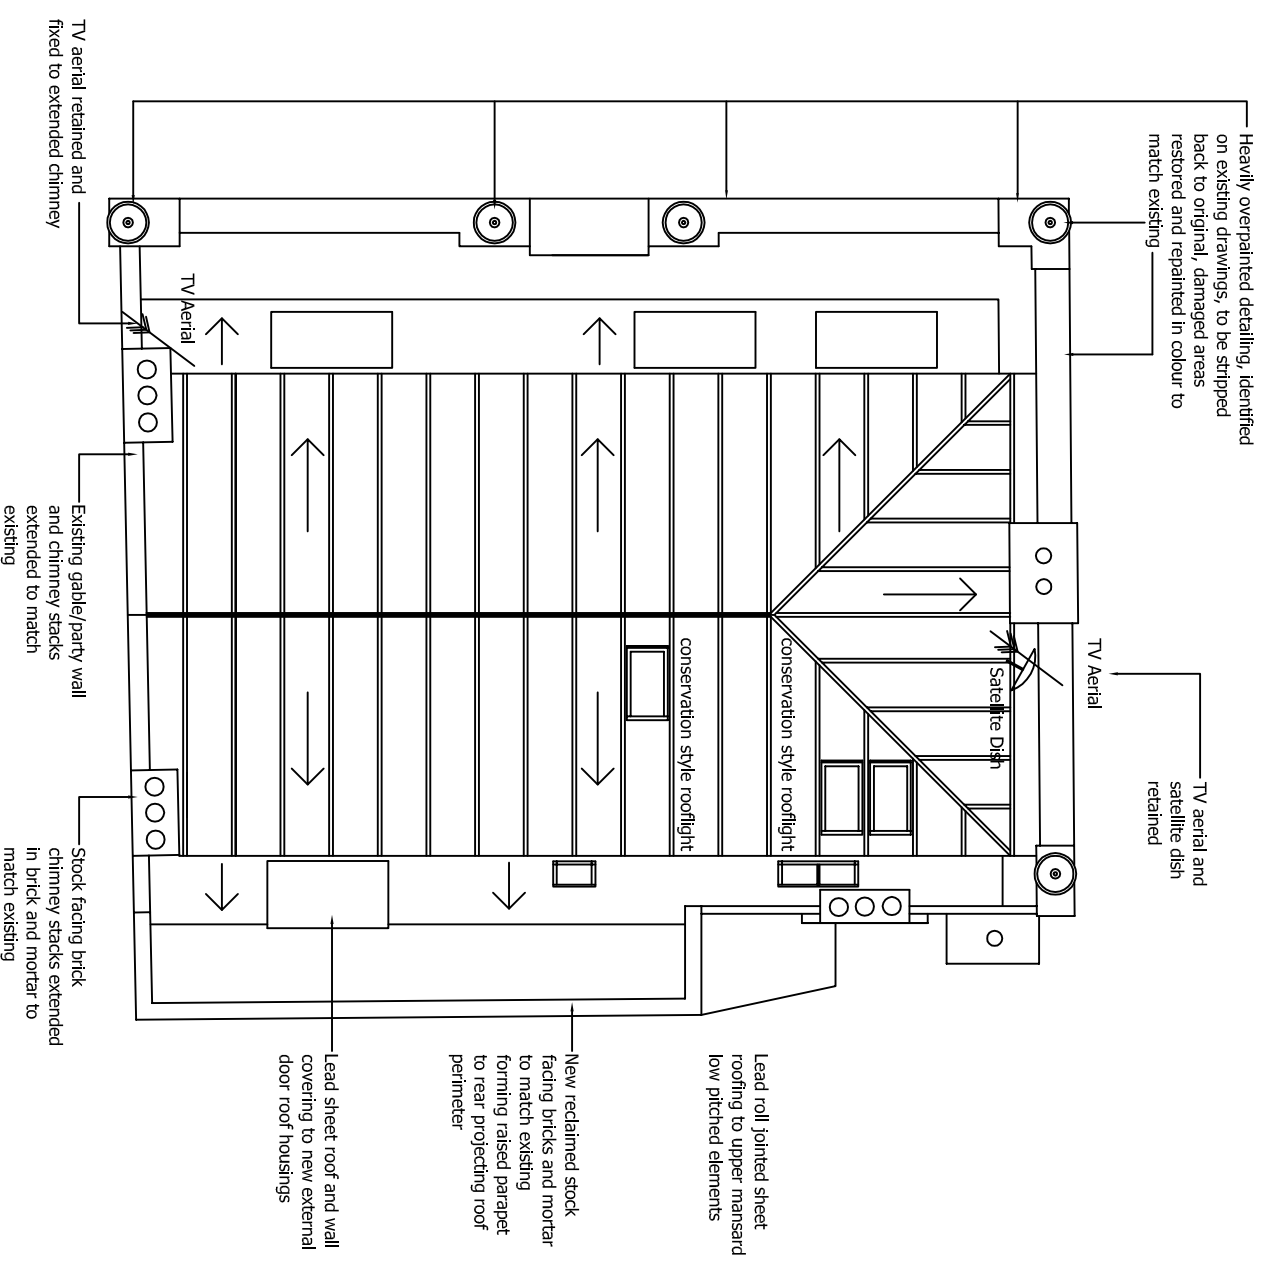 Heavily overpainted detailing, identified
on existing drawings, to be stripped
back to original, damaged areas
restored and repainted in colour to
match existing
TV aerial retained and
fixed to extended chimney
TV Aerial
TV Aerial
Satellite Dish
TV aerial and
satellite dish
retained
conservation style rooflight
conservation style rooflight
Existing gable/party wall
and chimney stacks
extended to match
existing
Stock facing brick
chimney stacks extended
in brick and mortar to
match existing
Lead roll jointed sheet
roofing to upper mansard
low pitched elements
New reclaimed stock
facing bricks and mortar
to match existing
forming raised parapet
to rear projecting roof
perimeter
Lead sheet roof and wall
covering to new external
door roof housings